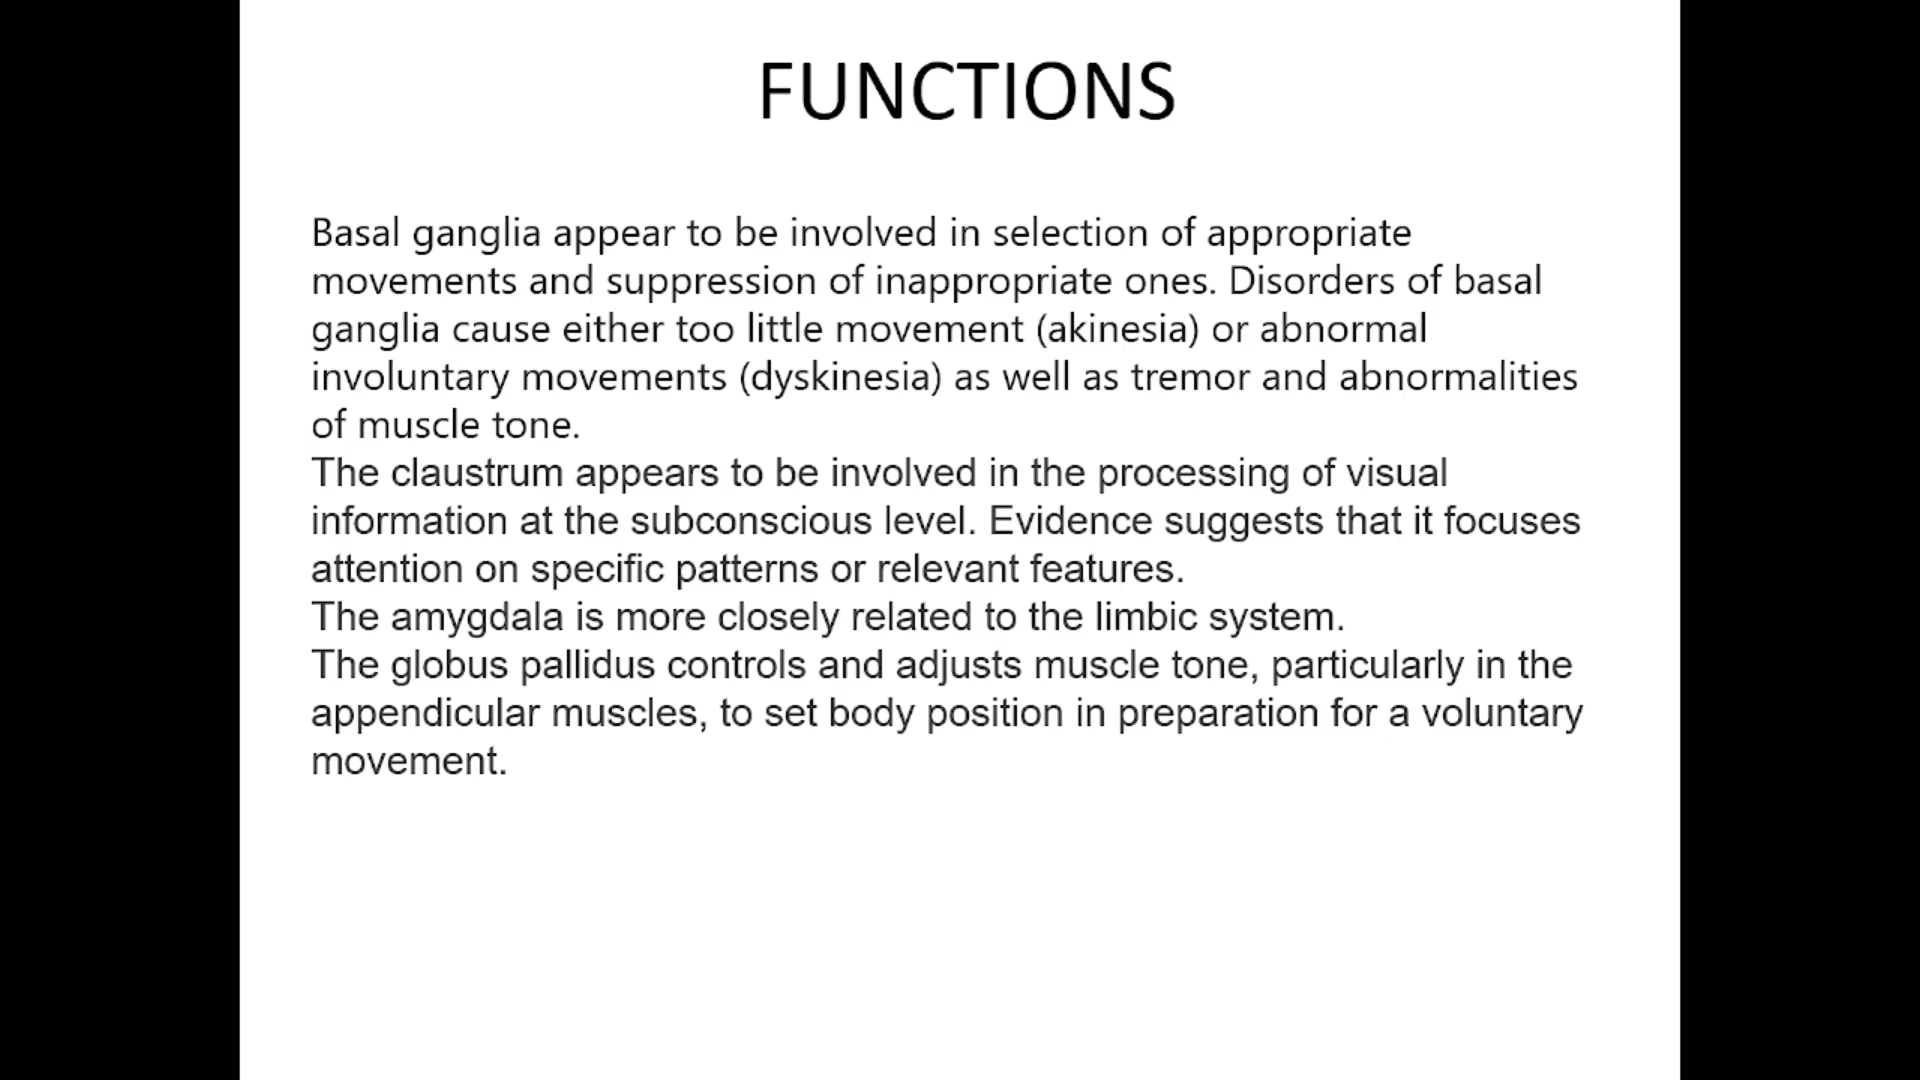 FUNCTIONS
Basal ganglia appear to be involved in selection of appropriate
movements and suppression of inappropriate ones. Disorders of basal
ganglia cause either too little movement (akinesia) or abnormal
involuntary movements (dyskinesia) as well as tremor and abnormalities
of muscle tone.
The claustrum appears to be involved in the processing of visual
information at the subconscious level. Evidence suggests that it focuses
attention on specific patterns or relevant features.
The amygdala is more closely related to the limbic system.
The globus pallidus controls and adjusts muscle tone, particularly in the
appendicular muscles, to set body position in preparation for a voluntary
movement.